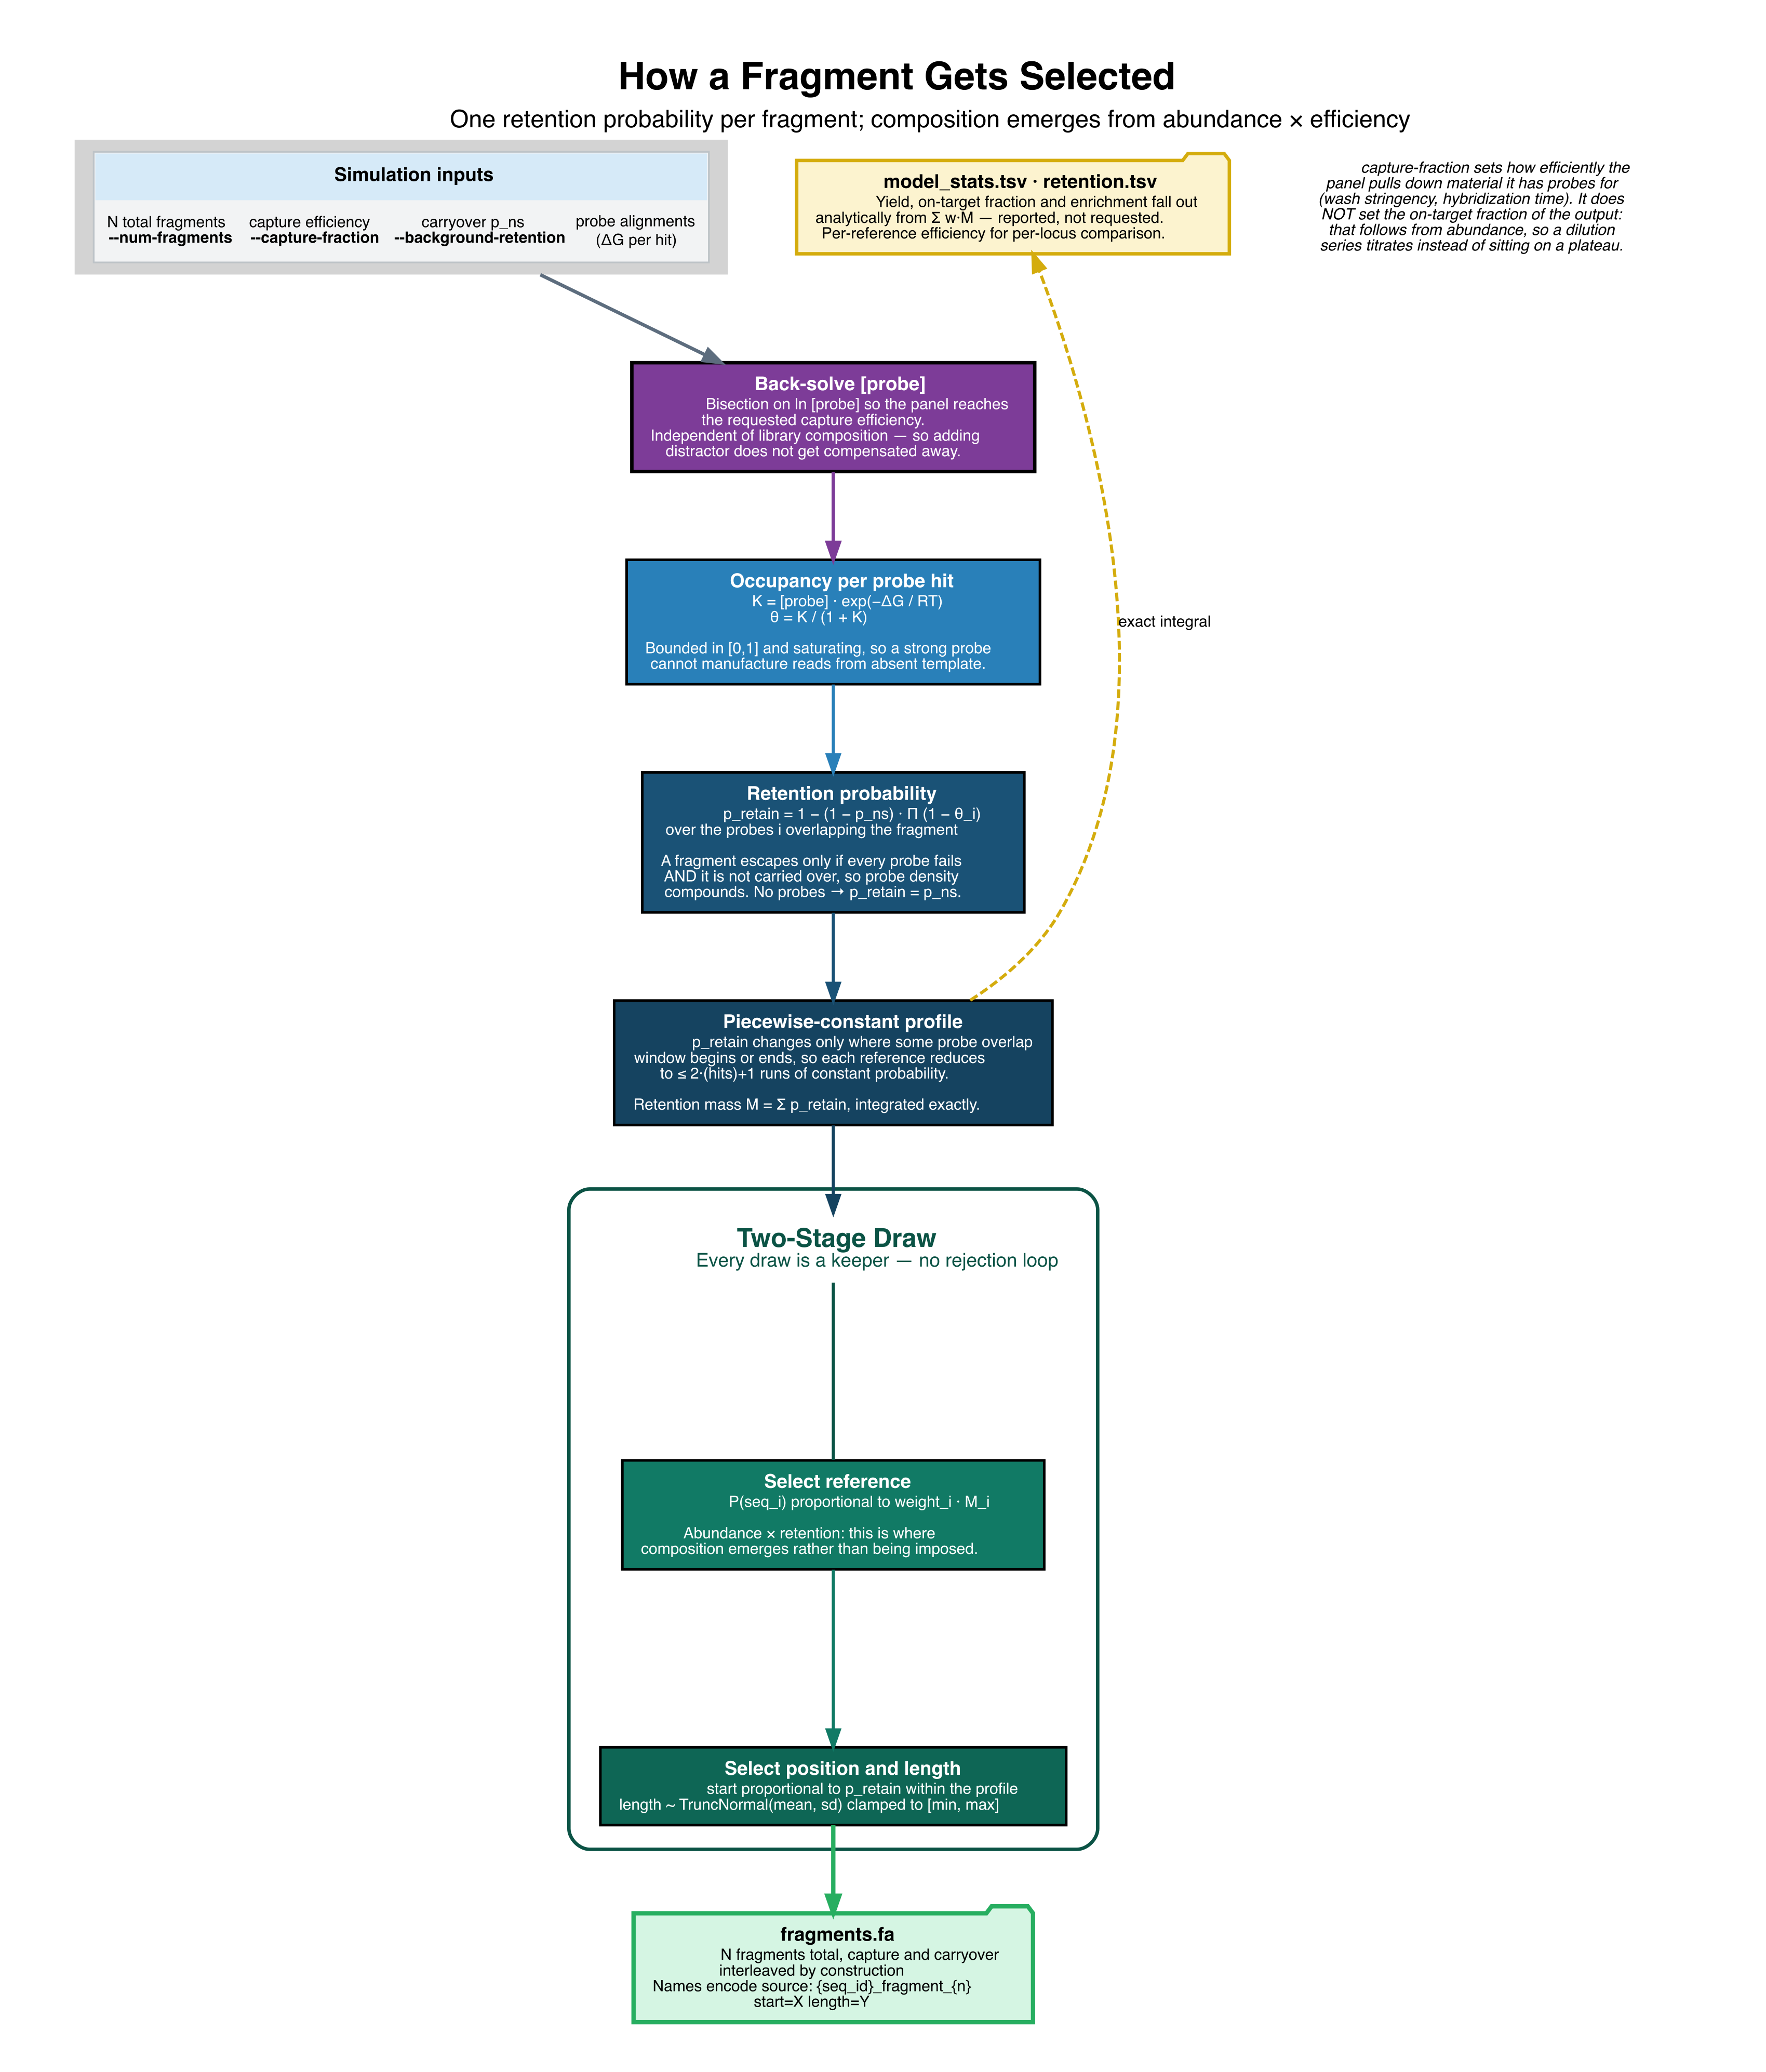 How a Fragment Gets Selected
One retention probability per fragment; composition emerges from abundance × efficiency
Simulation inputs
N total fragments
--num-fragments
capture efficiency
--capture-fraction
carryover p_ns
--background-retention
probe alignments
(ΔG per hit)
model_stats.tsv · retention.tsv
Yield, on-target fraction and enrichment fall out
analytically from Σ w·M — reported, not requested.
Per-reference efficiency for per-locus comparison.
capture-fraction sets how efficiently the
panel pulls down material it has probes for
(wash stringency, hybridization time). It does
NOT set the on-target fraction of the output:
that follows from abundance, so a dilution
series titrates instead of sitting on a plateau.
Back-solve [probe]
Bisection on ln [probe] so the panel reaches
the requested capture efficiency.
Independent of library composition — so adding
distractor does not get compensated away.
Occupancy per probe hit
K = [probe] · exp(−ΔG / RT)
θ = K / (1 + K)
Bounded in [0,1] and saturating, so a strong probe
cannot manufacture reads from absent template.
exact integral
Retention probability
p_retain = 1 − (1 − p_ns) · Π (1 − θ_i)
over the probes i overlapping the fragment
A fragment escapes only if every probe fails
AND it is not carried over, so probe density
compounds. No probes → p_retain = p_ns.
Piecewise-constant profile
p_retain changes only where some probe overlap
window begins or ends, so each reference reduces
to ≤ 2·(hits)+1 runs of constant probability.
Retention mass M = Σ p_retain, integrated exactly.
Two-Stage Draw
Every draw is a keeper — no rejection loop
Select reference
P(seq_i) proportional to weight_i · M_i
Abundance × retention: this is where
composition emerges rather than being imposed.
Select position and length
start proportional to p_retain within the profile
length ~ TruncNormal(mean, sd) clamped to [min, max]
fragments.fa
N fragments total, capture and carryover
interleaved by construction
Names encode source: {seq_id}_fragment_{n}
start=X length=Y